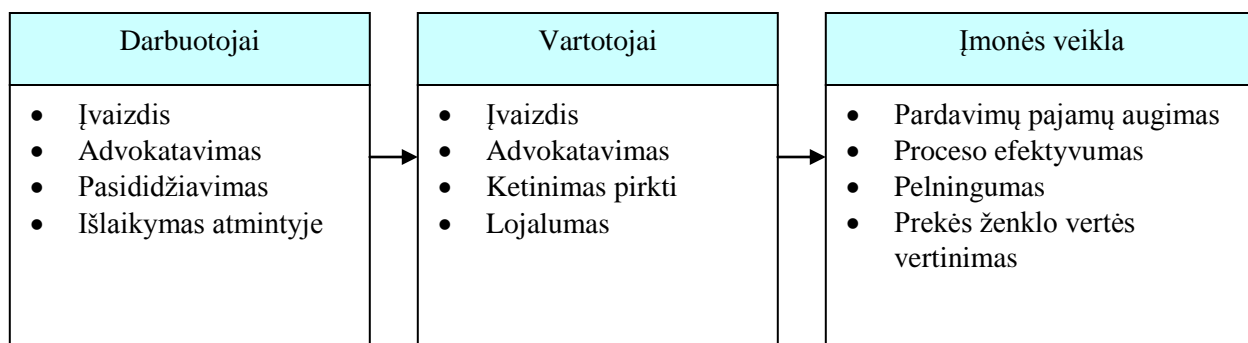 Darbuotojai
• Įvaizdis
• Advokatavimas
• Pasididžiavimas
• Išlaikymas atmintyje
Vartotojai
• Įvaizdis
• Advokatavimas
• Ketinimas pirkti
• Lojalumas
Įmonės veikla
• Pardavimų pajamų augimas
• Proceso efektyvumas
• Pelningumas
• Prekės ženklo vertės
vertinimas